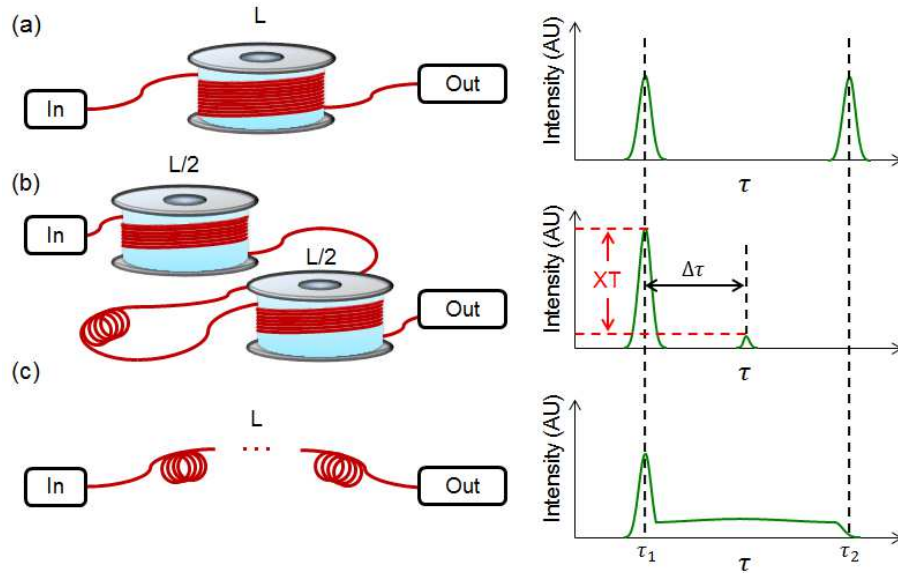 (a)
L
In
Out
Intensity (AU)
τ
(b)
L/2
In
L/2
Out
Intensity (AU)
XT
Δτ
τ
(c)
L
In
Out
Intensity (AU)
τ₁
τ₂
τ